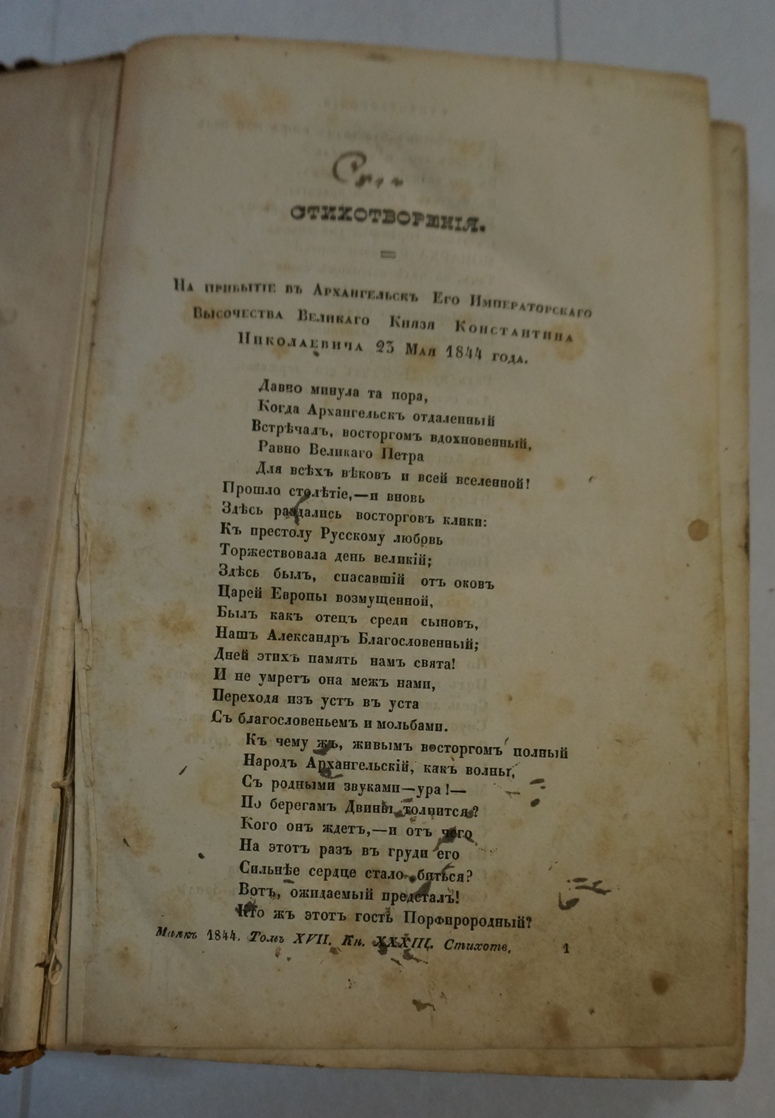 СТИХОТВОРЕНІЯ.
На прибытіе въ Архангельскъ Его Императорскаго
Высочества Великаго Князя Константина
Николаевича 23 Мая 1844 года.
Давно минула та пора,
Когда Архангельскъ отдаленный
Встрѣчалъ, восторгомъ вдохновенный,
Равно Великаго Петра
Для всѣхъ вѣковъ и всей вселенной!
Прошло столѣтіе,—и вновь
Здѣсь раздались восторговъ клики:
Къ престолу Русскому любовь
Торжествовала день великій;
Здѣсь былъ, спасавшій отъ оковъ
Царей Европы возмущенной,
Былъ какъ отецъ среди сыновъ,
Нашъ Александръ Благословенный;
Дней этихъ память намъ свята!
И не умретъ она межъ нами,
Переходя изъ устъ въ уста
Съ благословеньемъ и мольбами.
Къ чему жъ, живымъ восторгомъ полный
Народъ Архангельскій, какъ волны,
Съ родными звуками—ура!—
По берегамъ Двины толпится?
Кого онъ ждетъ,—и отъ чего
На этотъ разъ въ груди его
Сильнѣе сердце стало биться?
Вотъ, ожидаемый предсталъ!
Кто жъ этотъ гость Порфирородный?
Маякъ 1844. Томъ XVII. Кн. XXXIII. Стихотв. 1